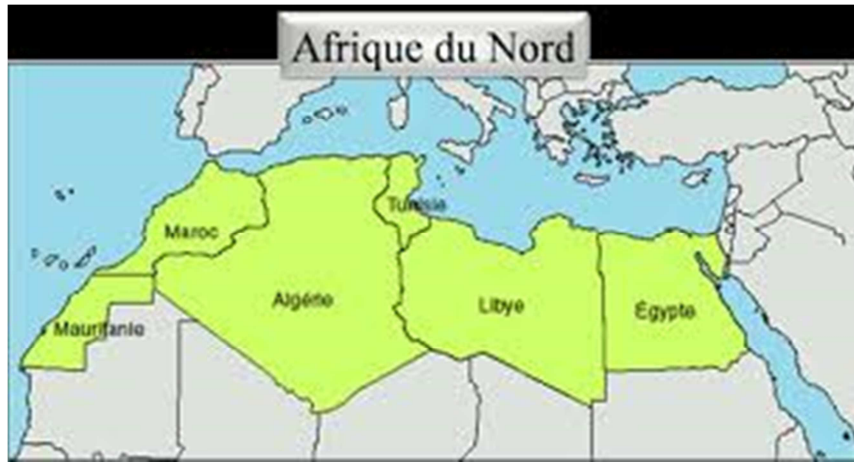 Afrique du Nord
Tunisie
Maroc
Algérie
Libye
Égypte
Mauritanie